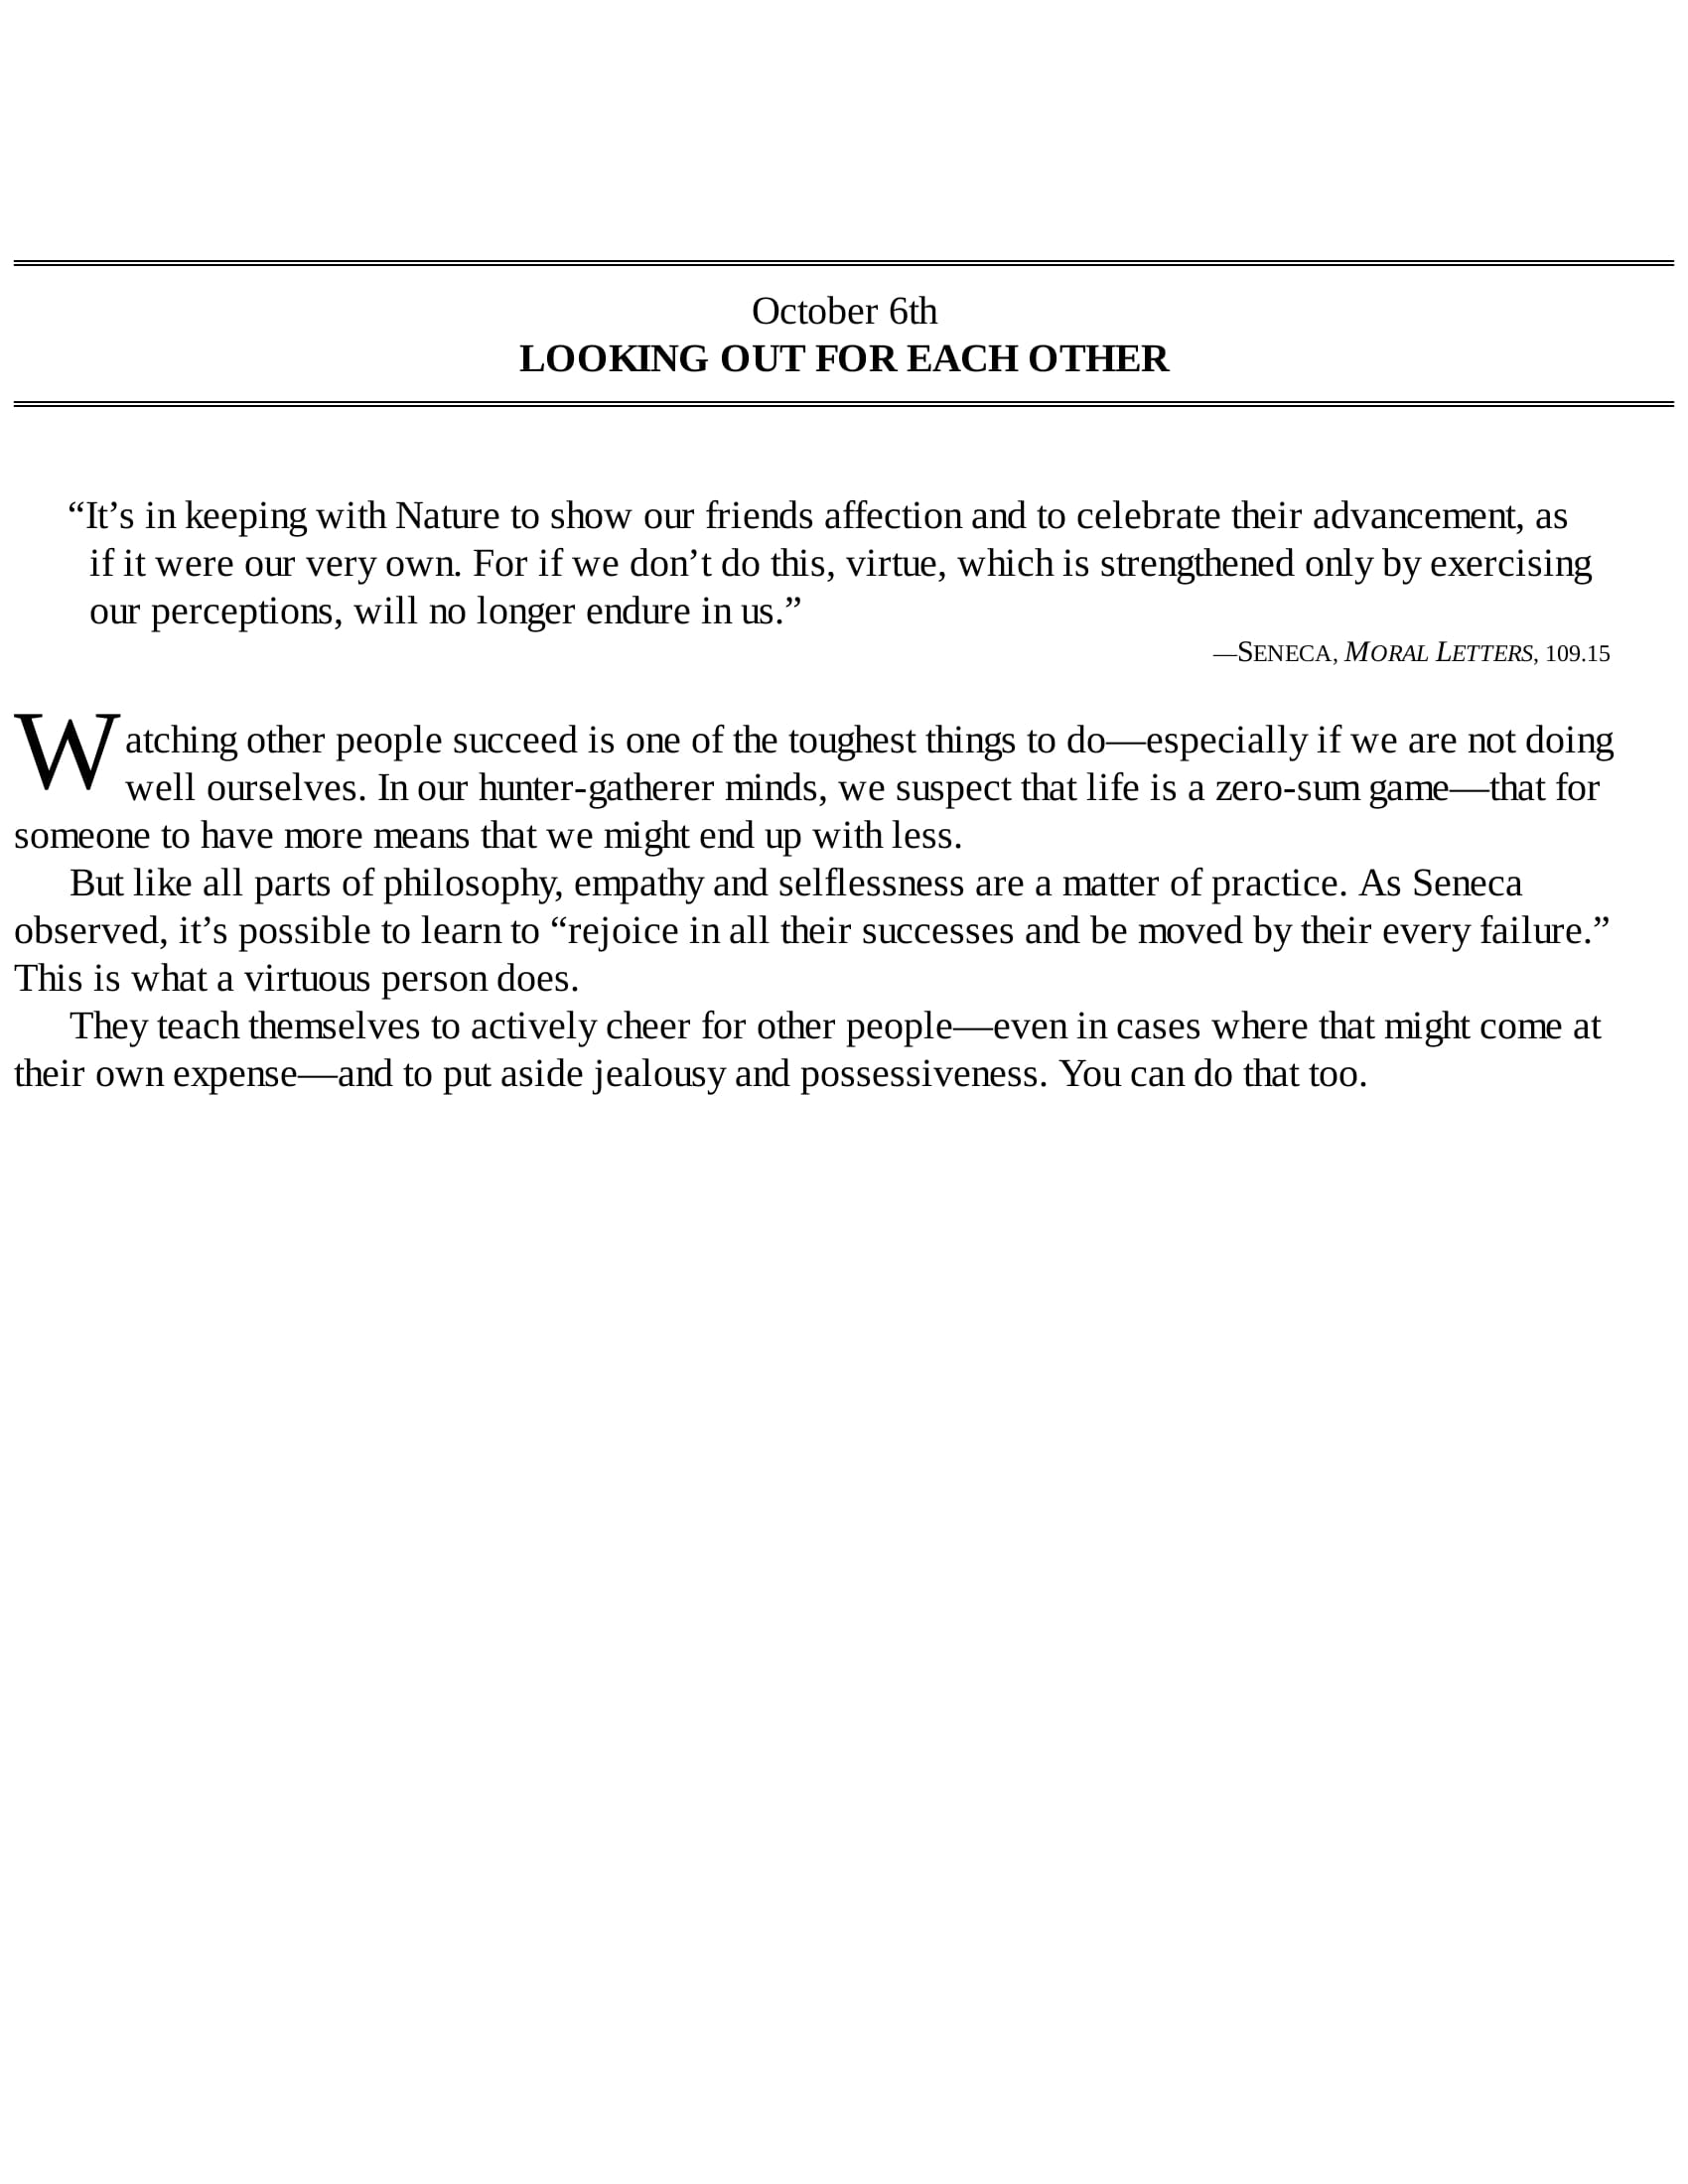 October 6th
LOOKING OUT FOR EACH OTHER
“It’s in keeping with Nature to show our friends affection and to celebrate their advancement, as
if it were our very own. For if we don’t do this, virtue, which is strengthened only by exercising
our perceptions, will no longer endure in us.”
—SENECA, MORAL LETTERS, 109.15
Watching other people succeed is one of the toughest things to do—especially if we are not doing
well ourselves. In our hunter-gatherer minds, we suspect that life is a zero-sum game—that for
someone to have more means that we might end up with less.
But like all parts of philosophy, empathy and selflessness are a matter of practice. As Seneca
observed, it’s possible to learn to “rejoice in all their successes and be moved by their every failure.”
This is what a virtuous person does.
They teach themselves to actively cheer for other people—even in cases where that might come at
their own expense—and to put aside jealousy and possessiveness. You can do that too.